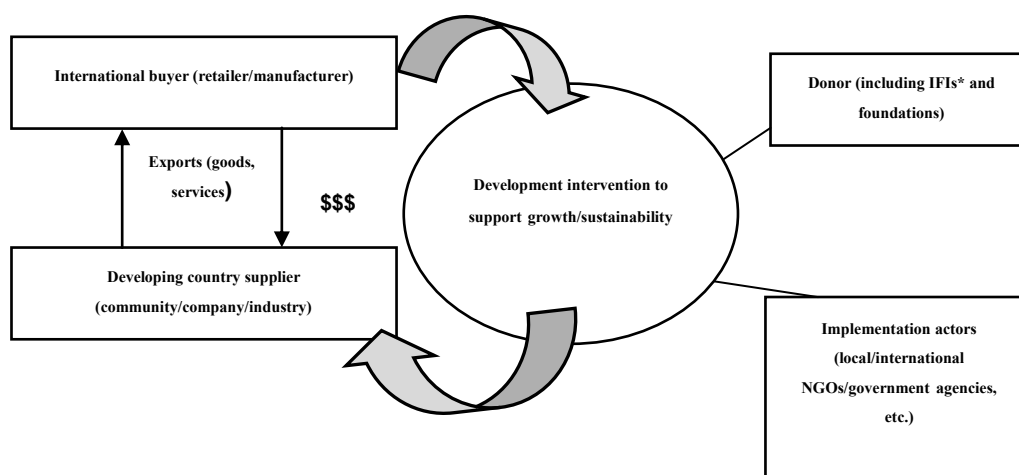 International buyer (retailer/manufacturer)
Donor (including IFIs* and
foundations)
Exports (goods,
services)
$$$
Development intervention to
support growth/sustainability
Developing country supplier
(community/company/industry)
Implementation actors
(local/international
NGOs/government agencies,
etc.)